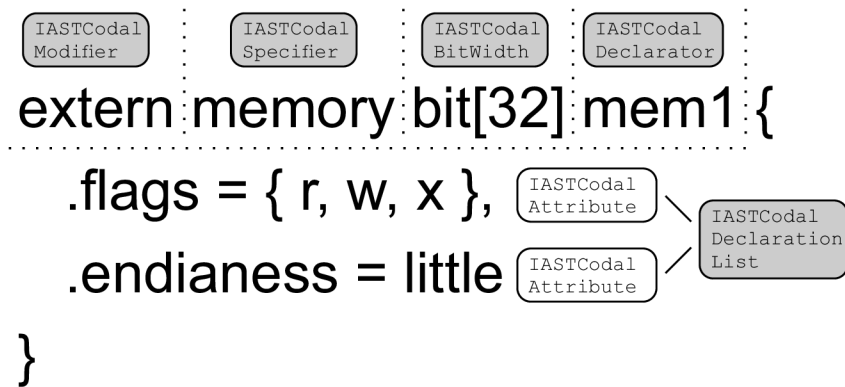 IASTCodal IASTCodal IASTCodal IASTCodal
Modifier Specifier BitWidth Declarator
extern memory bit[32] mem1 {
.flags = { r, w, x }, IASTCodal
Attribute
IASTCodal
Declaration
List
.endianess = little IASTCodal
Attribute
}